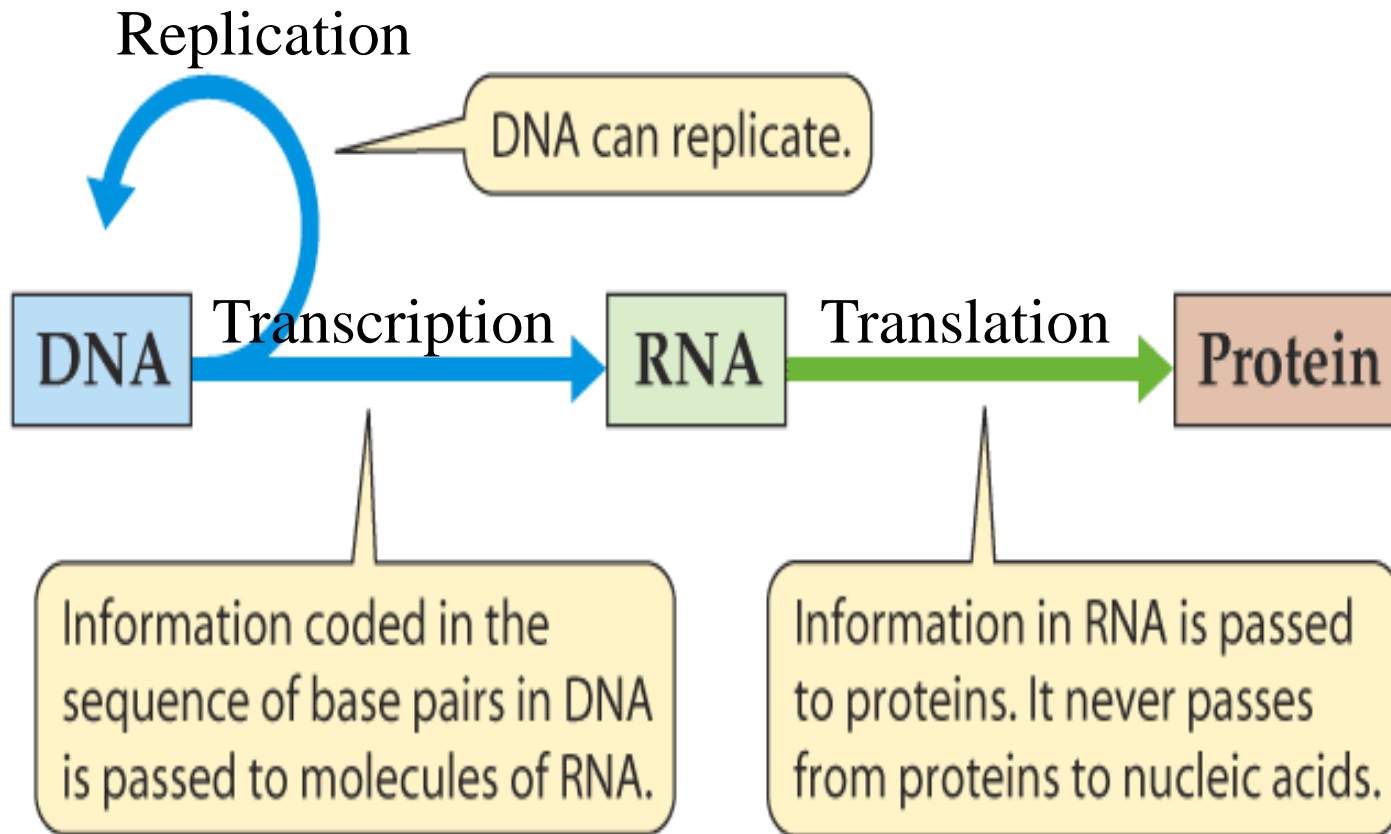 Replication
DNA can replicate.
DNA
Transcription
RNA
Translation
Protein
Information coded in the
sequence of base pairs in DNA
is passed to molecules of RNA.
Information in RNA is passed
to proteins. It never passes
from proteins to nucleic acids.